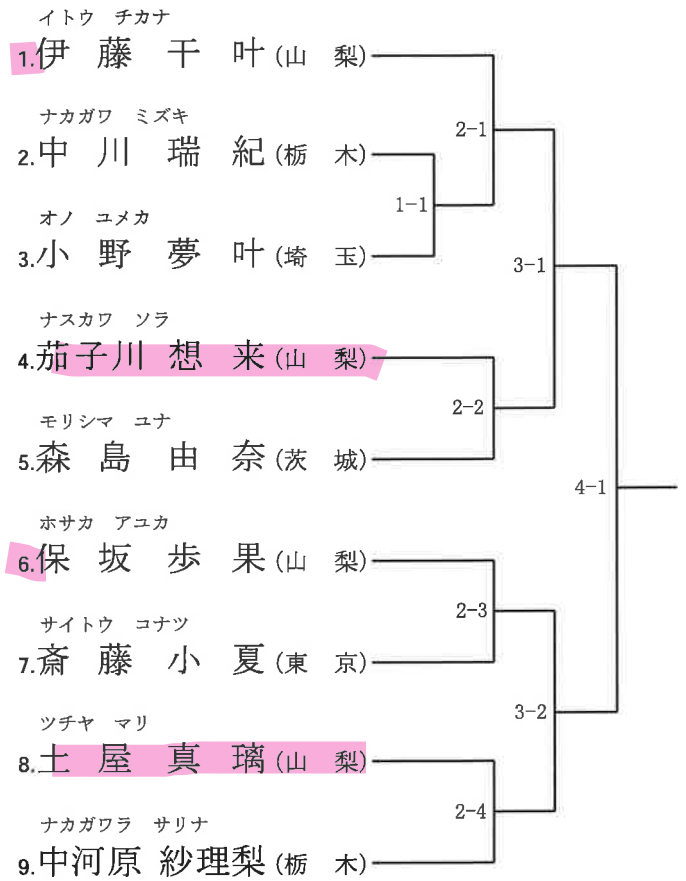 イトウ チカナ
1.伊藤千叶(山梨)
2-1
ナカガワ ミズキ
2.中川瑞紀(栃木)
1-1
オノ ユメカ
3.小野夢叶(埼玉)
3-1
ナスカワ ソラ
4.茄子川想来(山梨)
2-2
モリシマ ユナ
5.森島由奈(茨城)
4-1
ホサカ アユカ
6.保坂歩果(山梨)
2-3
サイトウ コナツ
7.斎藤小夏(東京)
3-2
ツチヤ マリ
8.土屋真璃(山梨)
2-4
ナカガワラ サリナ
9.中河原紗理梨(栃木)